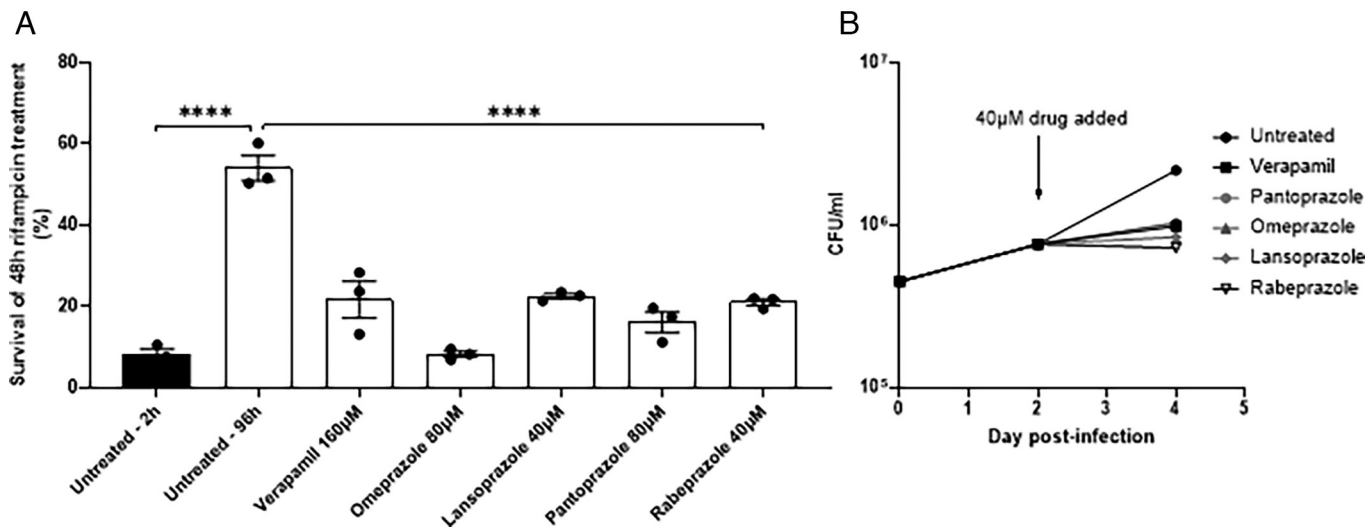 A
Survival of 48h rifampicin treatment
(%)
80
60
40
20
0
****
****
Untreated - 2h
Untreated - 96h
Verapamil 160µM
Omeprazole 80µM
Lansoprazole 40µM
Pantoprazole 80µM
Rabeprazole 40µM
B
CFU/ml
10⁷
10⁶
10⁵
40µM drug added
0 1 2 3 4 5
Day post-infection
Untreated
Verapamil
Pantoprazole
Omeprazole
Lansoprazole
Rabeprazole